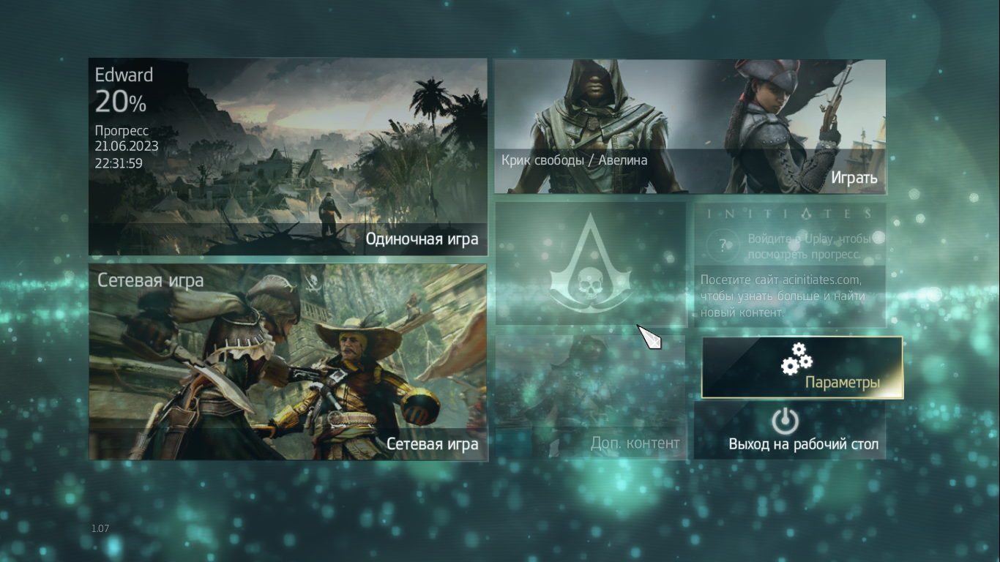 Edward
20%
Прогресс
21.06.2023
22:31:59
Одиночная игра
Крик свободы / Авелина
Играть
INITIATES
?
Войдите в Uplay, чтобы
посмотреть прогресс.
Посетите сайт acinitiates.com,
чтобы узнать больше и найти
новый контент.
Сетевая игра
Сетевая игра
Доп. контент
Параметры
Выход на рабочий стол
1.07